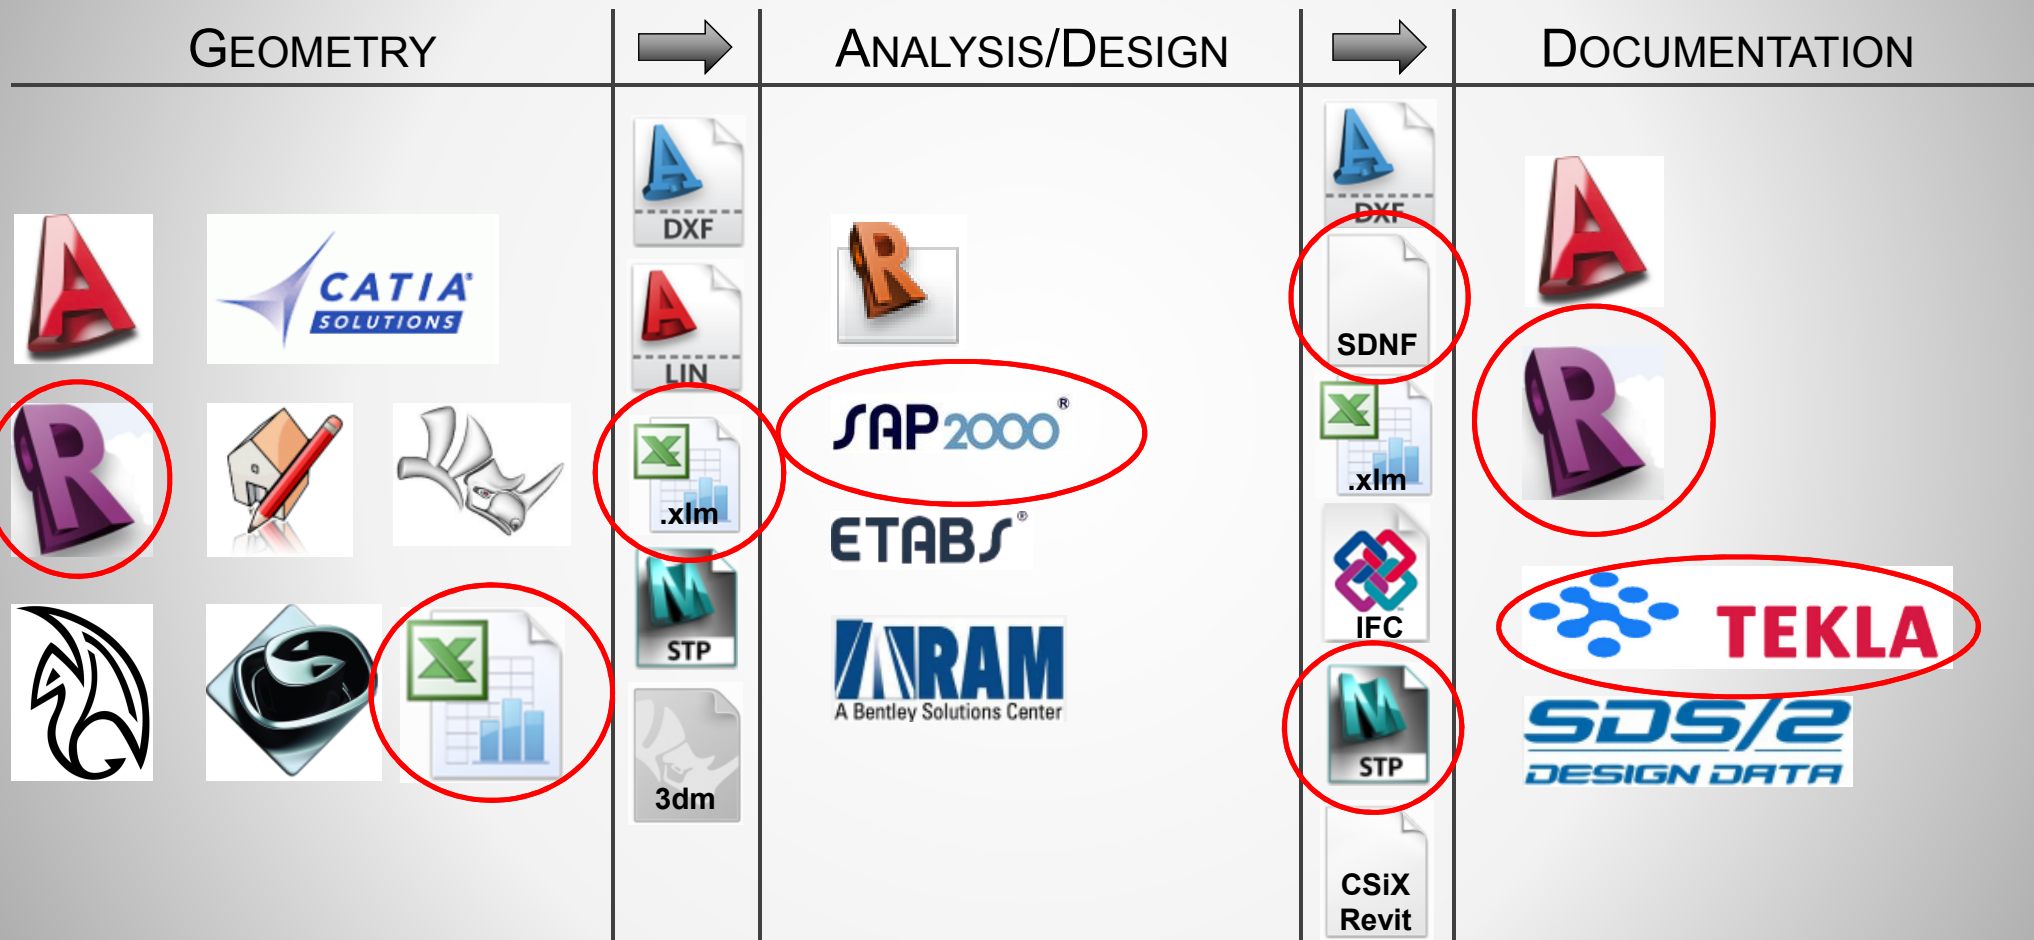 GEOMETRY
ANALYSIS/DESIGN
DOCUMENTATION
CATIA®
SOLUTIONS
DXF
LIN
.xlm
STP
3dm
SAP2000®
ETABS®
RAM
A Bentley Solutions Center
DXF
SDNF
.xlm
IFC
STP
CSiX
Revit
TEKLA
SDS/2
DESIGN DATA